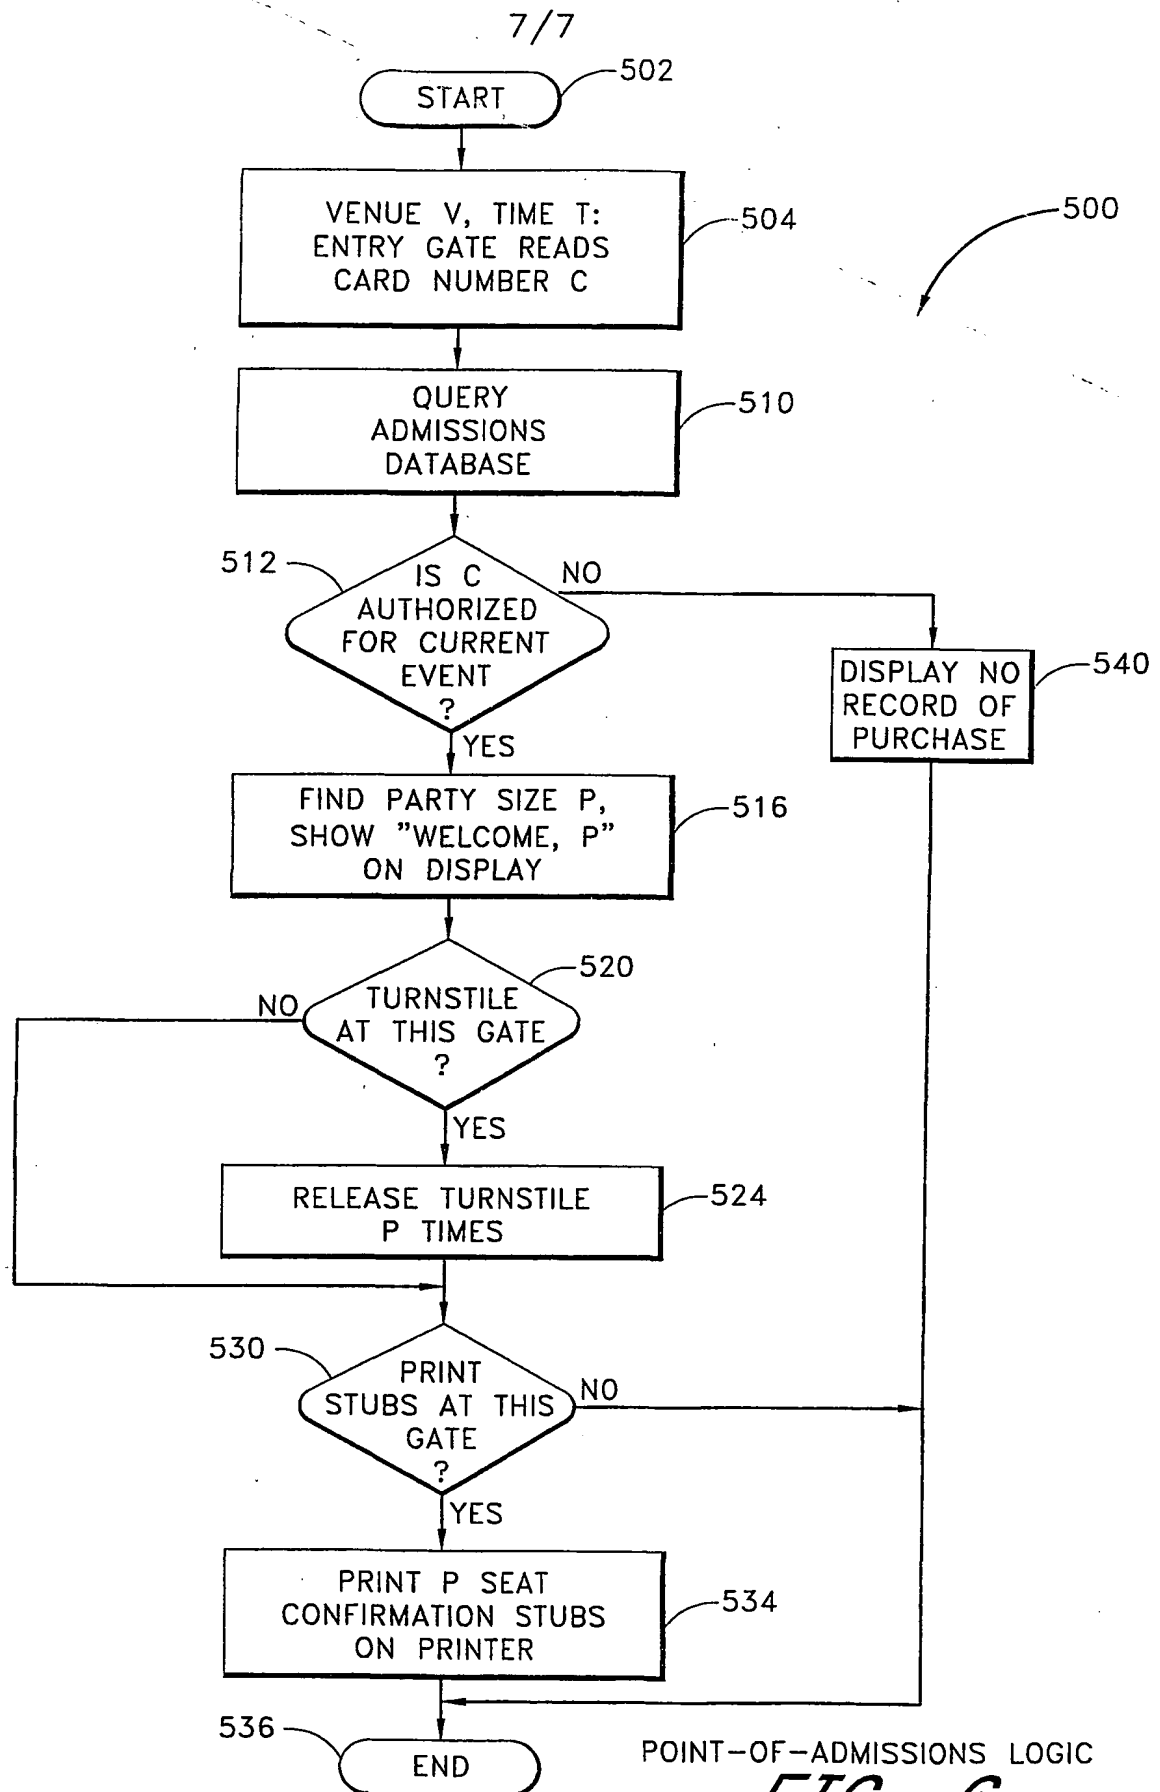 7/7
START
502
VENUE V, TIME T:
ENTRY GATE READS
CARD NUMBER C
504
500
QUERY
ADMISSIONS
DATABASE
510
512
IS C
AUTHORIZED
FOR CURRENT
EVENT
?
NO
YES
DISPLAY NO
RECORD OF
PURCHASE
540
FIND PARTY SIZE P,
SHOW "WELCOME, P"
ON DISPLAY
516
520
TURNSTILE
AT THIS GATE
?
NO
YES
RELEASE TURNSTILE
P TIMES
524
530
PRINT
STUBS AT THIS
GATE
?
NO
YES
PRINT P SEAT
CONFIRMATION STUBS
ON PRINTER
534
536
END
POINT-OF-ADMISSIONS LOGIC